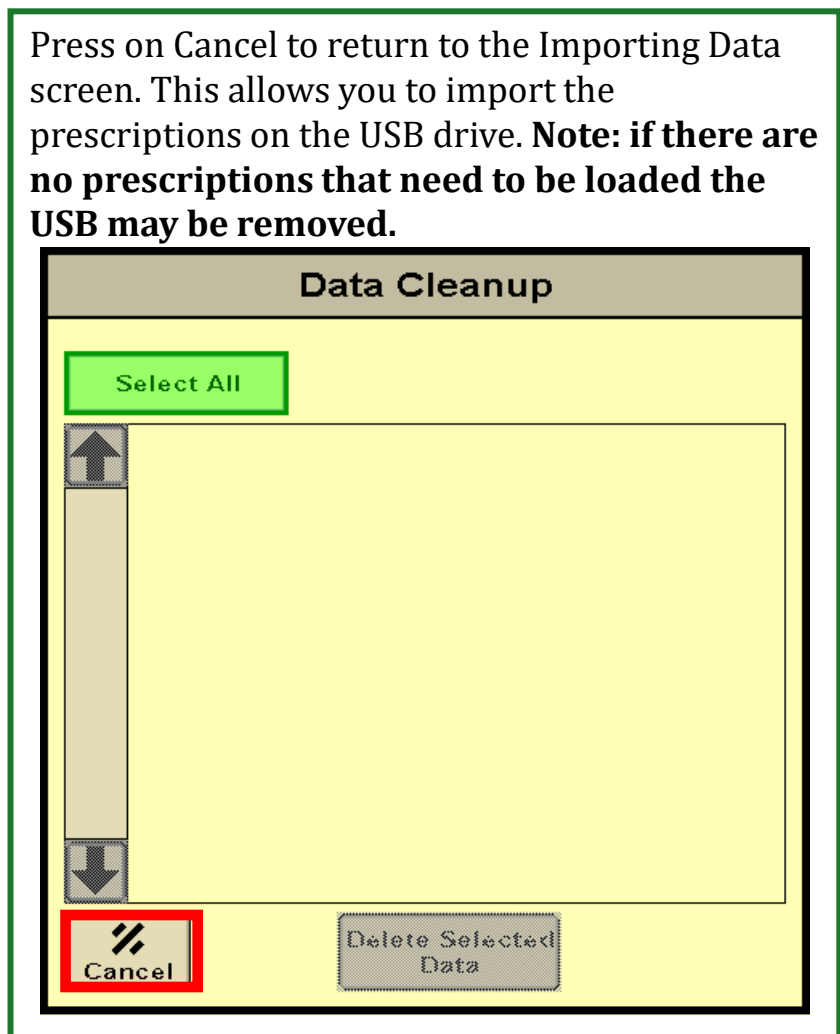 Press on Cancel to return to the Importing Data
screen. This allows you to import the
prescriptions on the USB drive. Note: if there are
no prescriptions that need to be loaded the
USB may be removed.
Data Cleanup
Select All
Cancel
Delete Selected
Data